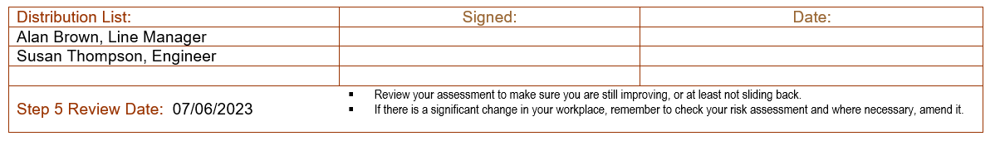 Distribution List: Signed: Date:
Alan Brown, Line Manager
Susan Thompson, Engineer
Step 5 Review Date: 07/06/2023
▪ Review your assessment to make sure you are still improving, or at least not sliding back.
▪ If there is a significant change in your workplace, remember to check your risk assessment and where necessary, amend it.